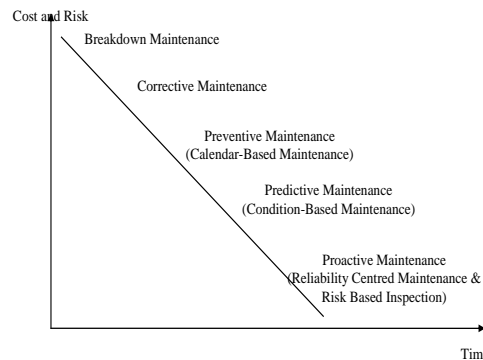 Cost and Risk
Breakdown Maintenance
Corrective Maintenance
Preventive Maintenance
(Calendar-Based Maintenance)
Predictive Maintenance
(Condition-Based Maintenance)
Proactive Maintenance
(Reliability Centred Maintenance &
Risk Based Inspection)
Tim